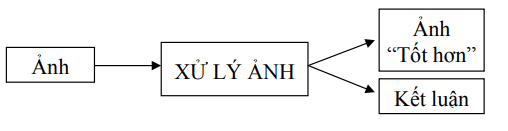 Ảnh
XỬ LÝ ẢNH
Ảnh
“Tốt hơn”
Kết luận